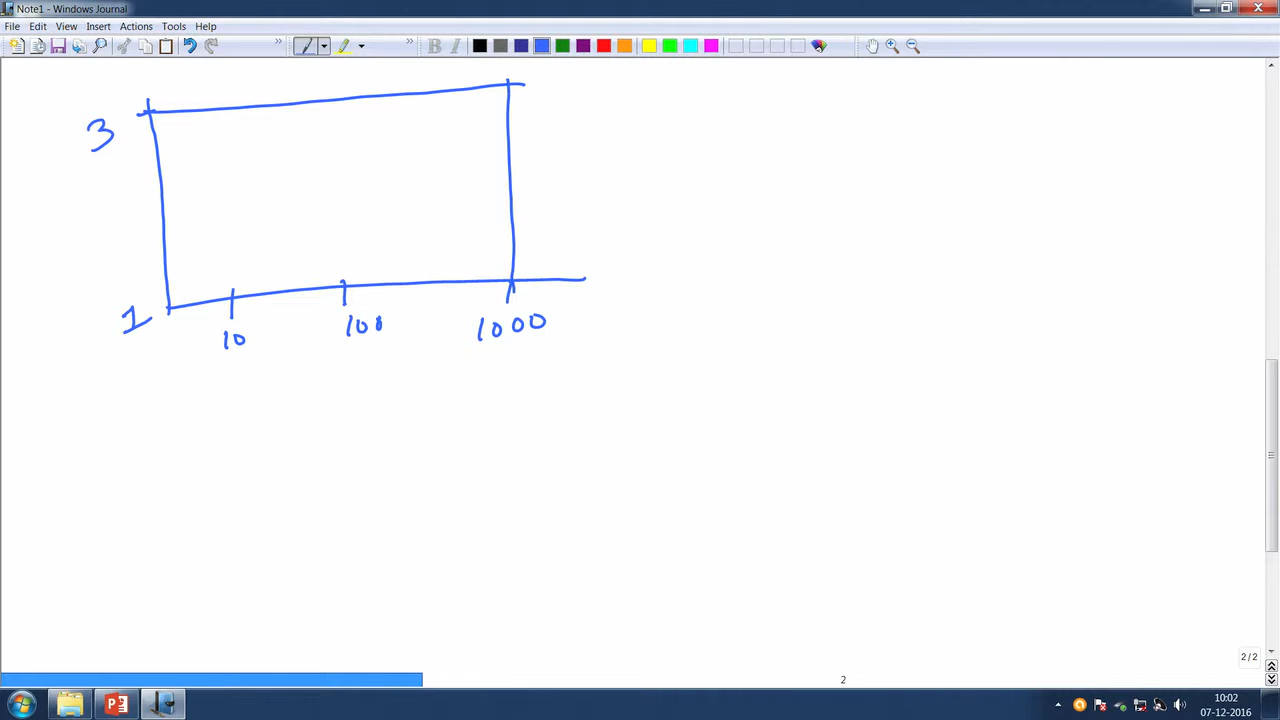 Note1 - Windows Journal
File Edit View Insert Actions Tools Help
B I
3
1
10 100 1000
2/2
2
10:02
07-12-2016